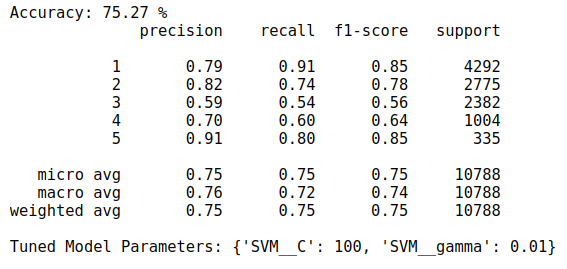 Accuracy: 75.27 %
precision recall f1-score support
1 0.79 0.91 0.85 4292
2 0.82 0.74 0.78 2775
3 0.59 0.54 0.56 2382
4 0.70 0.60 0.64 1004
5 0.91 0.80 0.85 335
micro avg 0.75 0.75 0.75 10788
macro avg 0.76 0.72 0.74 10788
weighted avg 0.75 0.75 0.75 10788
Tuned Model Parameters: {'SVM__C': 100, 'SVM__gamma': 0.01}